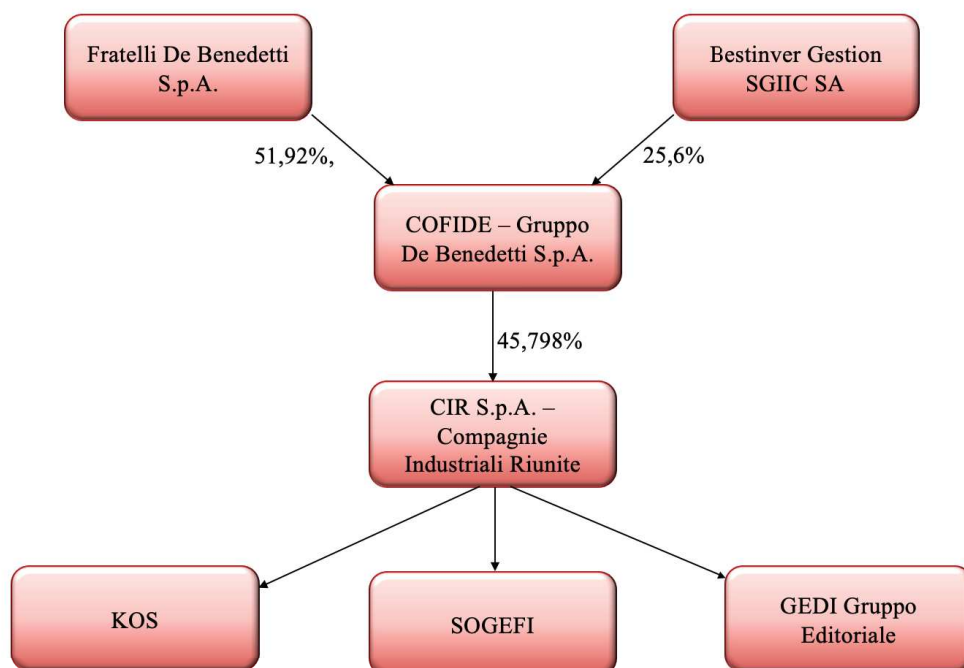 Fratelli De Benedetti
S.p.A.
Bestinver Gestion
SGIIC SA
51,92%,
25,6%
COFIDE – Gruppo
De Benedetti S.p.A.
45,798%
CIR S.p.A. –
Compagnie
Industriali Riunite
KOS
SOGEFI
GEDI Gruppo
Editoriale